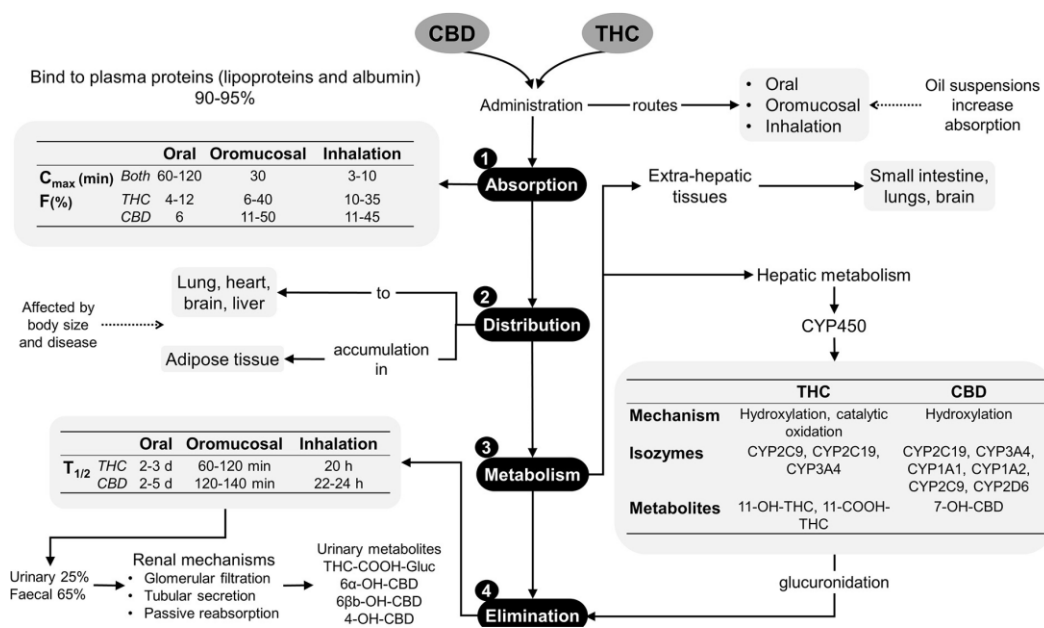 CBD
THC
Bind to plasma proteins (lipoproteins and albumin)
90-95%
Administration
routes
• Oral
• Oromucosal
• Inhalation
Oil suspensions
increase
absorption
Oral Oromucosal Inhalation
Cmax (min) Both 60-120 30 3-10
F(%) THC 4-12 6-40 10-35
CBD 6 11-50 11-45
1
Absorption
Extra-hepatic
tissues
Small intestine,
lungs, brain
Hepatic metabolism
CYP450
Affected by
body size
and disease
Lung, heart,
brain, liver
to
Adipose tissue
accumulation
in
2
Distribution
THC CBD
Mechanism Hydroxylation, catalytic Hydroxylation
oxidation
Isozymes CYP2C9, CYP2C19, CYP2C19, CYP3A4,
CYP3A4 CYP1A1, CYP1A2,
CYP2C9, CYP2D6
Metabolites 11-OH-THC, 11-COOH- 7-OH-CBD
THC
3
Metabolism
Oral Oromucosal Inhalation
T1/2 THC 2-3 d 60-120 min 20 h
CBD 2-5 d 120-140 min 22-24 h
Urinary 25%
Faecal 65%
Renal mechanisms
• Glomerular filtration
• Tubular secretion
• Passive reabsorption
Urinary metabolites
THC-COOH-Gluc
6α-OH-CBD
6βb-OH-CBD
4-OH-CBD
glucuronidation
4
Elimination